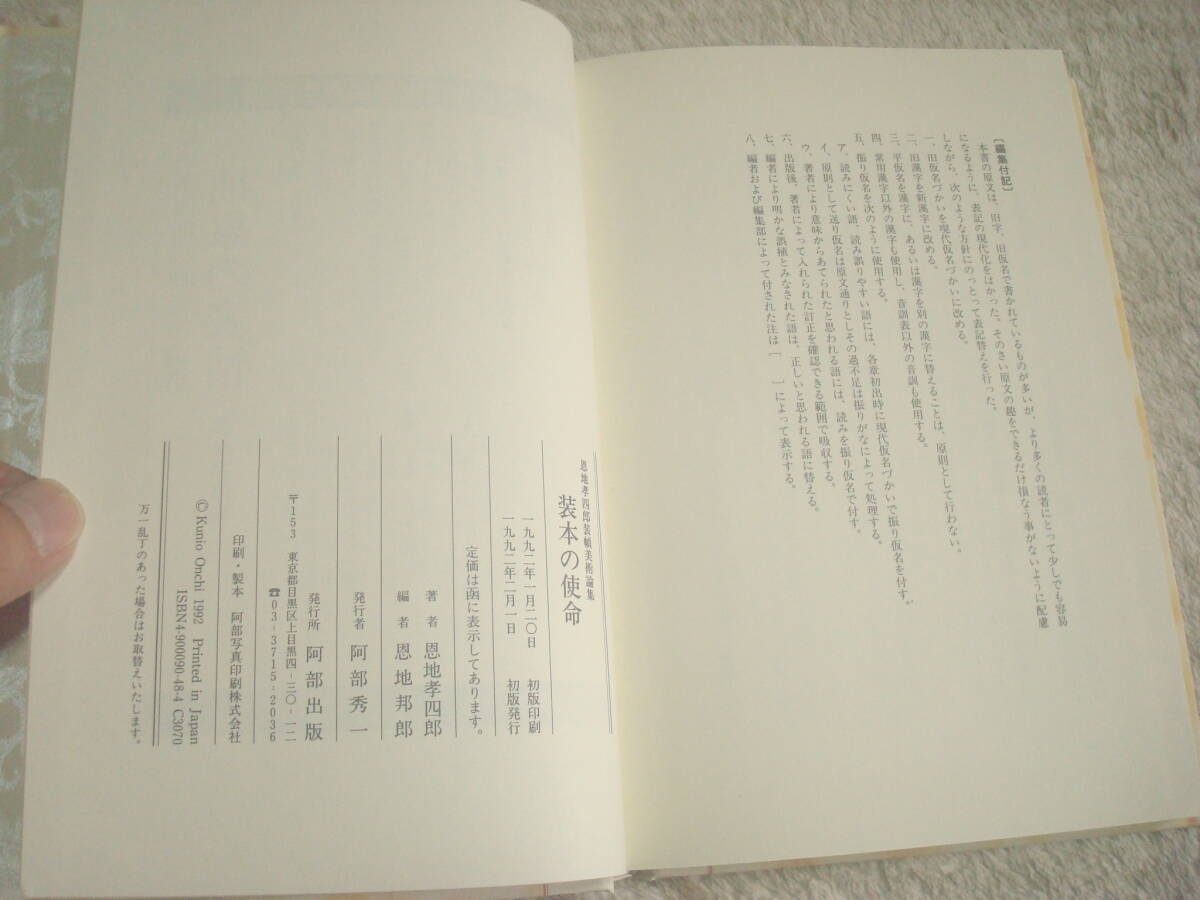 〔編集付記〕
本書の原文は、旧字、旧仮名で書かれているものが多いが、より多くの読者にとって少しでも容易
になるように、表記の現代化をはかった。そのさい原文の趣をできるだけ損なう事がないように配慮
しながら、次のような方針にのっとって表記替えを行った。
一、旧仮名づかいを現代仮名づかいに改める。
二、旧漢字を新漢字に改める。
三、平仮名を漢字に、あるいは漢字を別の漢字に替えることは、原則として行わない。
四、常用漢字以外の漢字も使用し、音訓表以外の音訓も使用する。
五、振り仮名を次のように使用する。
ア、読みにくい語、読み誤りやすい語には、各章初出時に現代仮名づかいで振り仮名を付す。
イ、原則として送り仮名は原文通りとしその過不足は振りがなによって処理する。
ウ、著者により意味からあてられたと思われる語には、読みを振り仮名で付す。
六、出版後、著者によって入れられた訂正を確認できる範囲で吸収する。
七、編者により明かな誤植とみなされた語は、正しいと思われる語に替える。
八、編者および編集部によって付された注は［　］によって表示する。
恩地孝四郎装幀美術論集
装本の使命
一九九二年一月二〇日　初版印刷
一九九二年二月一日　初版発行
定価は函に表示してあります。
著者　恩地孝四郎
編者　恩地邦郎
発行者　阿部秀一
発行所　阿部出版
〒153　東京都目黒区上目黒四−三〇−一二
☎03-3715-2036
印刷・製本　阿部写真印刷株式会社
©Kunio Onchi 1992 Printed in Japan
ISBN4-900090-48-4 C3070
万一乱丁のあった場合はお取替えいたします。